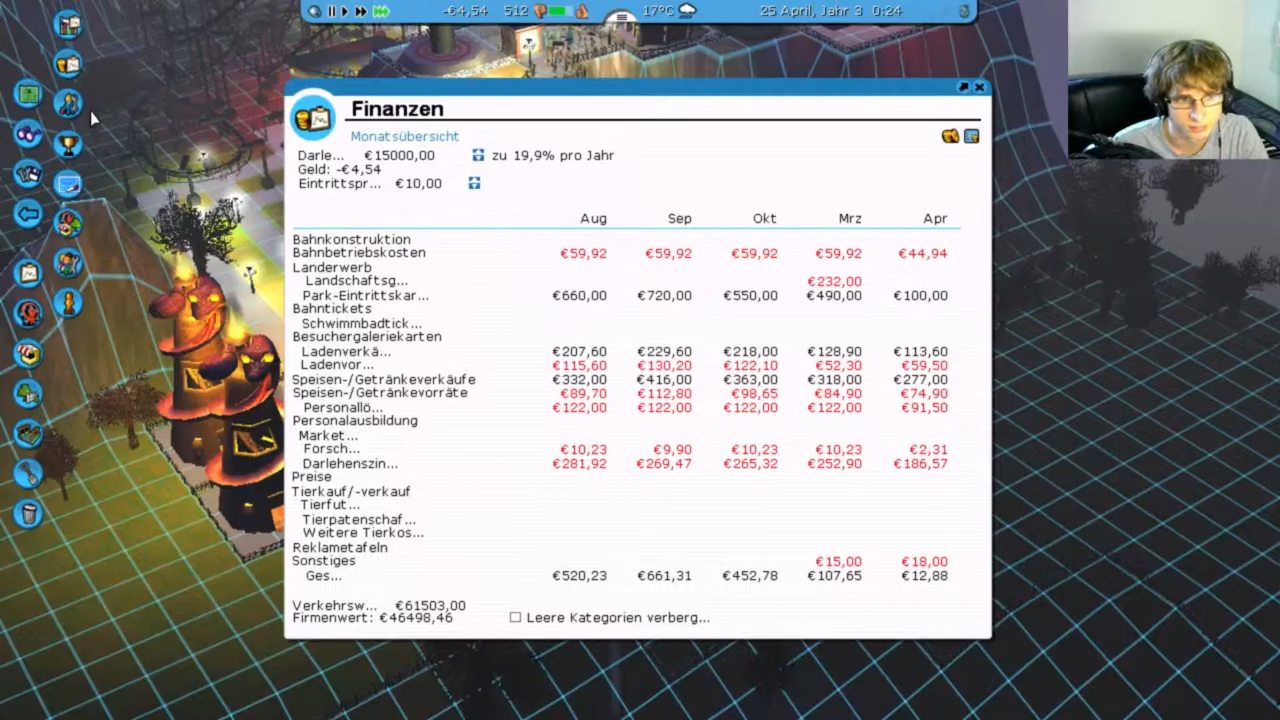 -€4,54 512 17°C 25 April, Jahr 3 0:24
Finanzen
Monatsübersicht
Darle... €15000,00 zu 19,9% pro Jahr
Geld: -€4,54
Eintrittspr... €10,00
Aug Sep Okt Mrz Apr
Bahnkonstruktion
Bahnbetriebskosten €59,92 €59,92 €59,92 €59,92 €44,94
Landerwerb
Landschaftsg... €232,00
Park-Eintrittskar... €660,00 €720,00 €550,00 €490,00 €100,00
Bahntickets
Schwimmbadtick...
Besuchergaleriekarten
Ladenverkä... €207,60 €229,60 €218,00 €128,90 €113,60
Ladenvor... €115,60 €130,20 €122,10 €52,30 €59,50
Speisen-/Getränkeverkäufe €332,00 €416,00 €363,00 €318,00 €277,00
Speisen-/Getränkevorräte €89,70 €112,80 €98,65 €84,90 €74,90
Personallö... €122,00 €122,00 €122,00 €122,00 €91,50
Personalausbildung
Market...
Forsch... €10,23 €9,90 €10,23 €10,23 €2,31
Darlehenszin... €281,92 €269,47 €265,32 €252,90 €186,57
Preise
Tierkauf/-verkauf
Tierfut...
Tierpatenschaf...
Weitere Tierkos...
Reklametafeln
Sonstiges €15,00 €18,00
Ges... €520,23 €661,31 €452,78 €107,65 €12,88
Verkehrsw... €61503,00
Firmenwert: €46498,46 Leere Kategorien verberg...